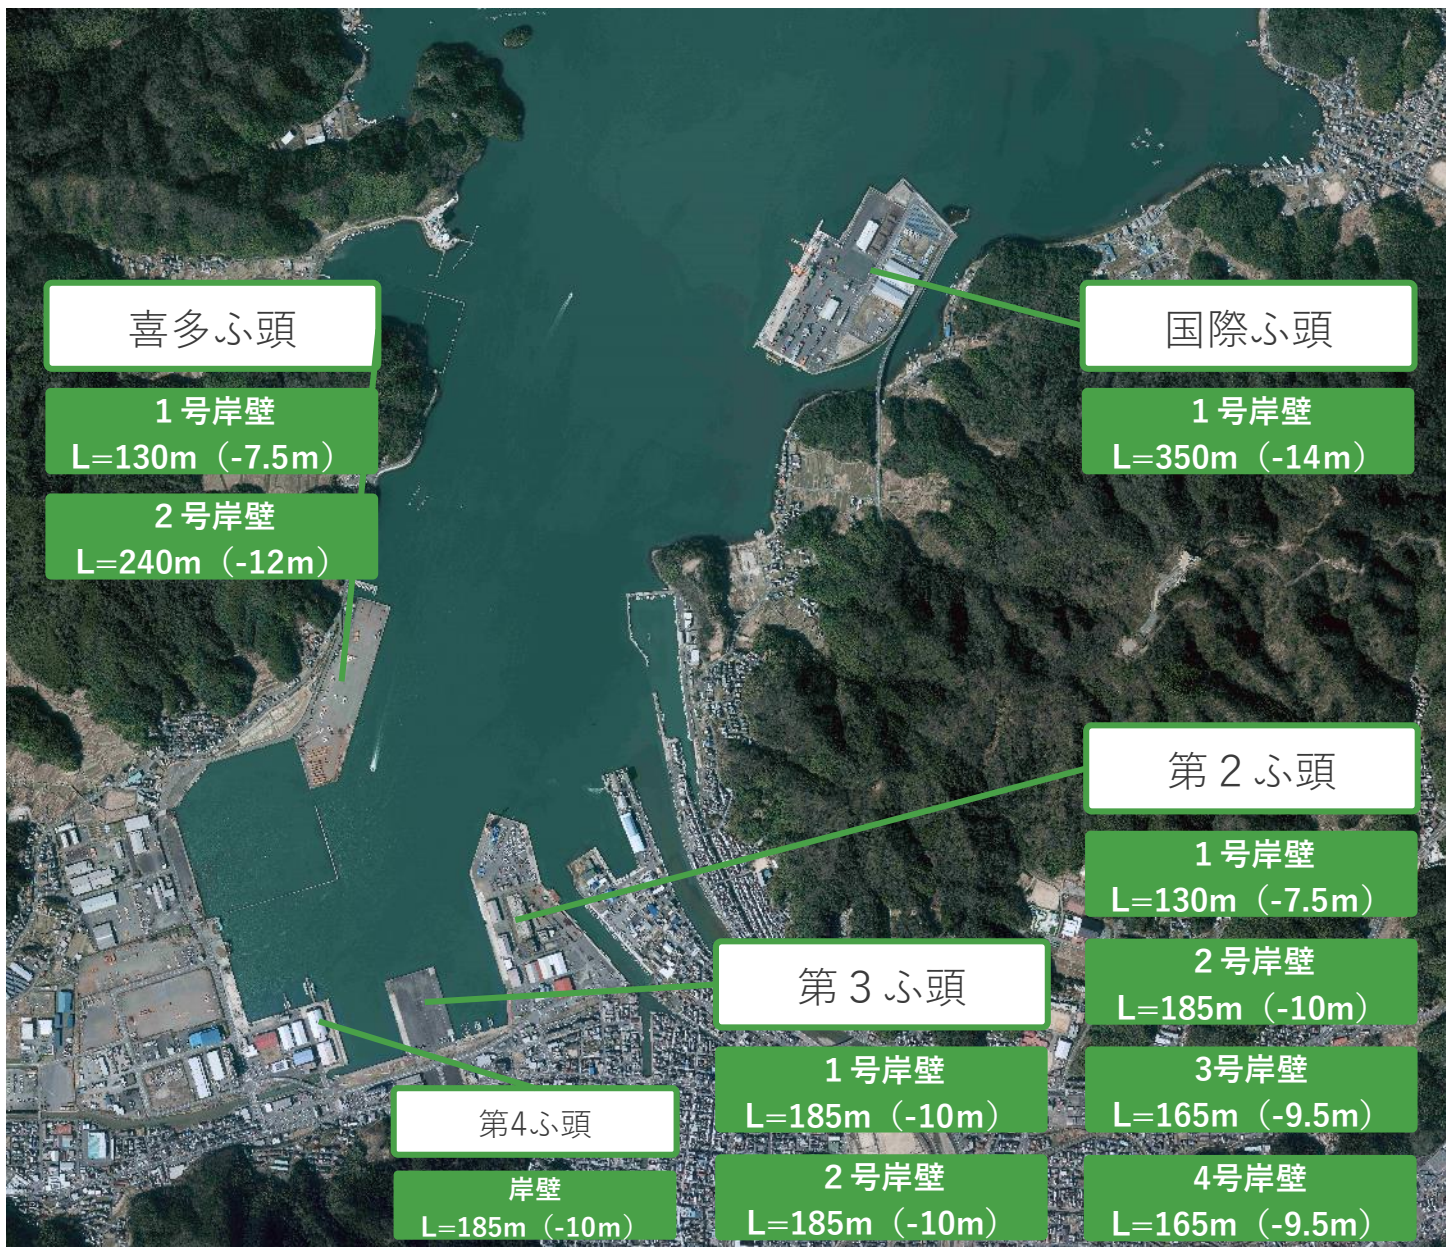 喜多ふ頭
1号岸壁
L=130m（-7.5m）
2号岸壁
L=240m（-12m）
国際ふ頭
1号岸壁
L=350m（-14m）
第２ふ頭
1号岸壁
L=130m（-7.5m）
2号岸壁
L=185m（-10m）
3号岸壁
L=165m（-9.5m）
4号岸壁
L=165m（-9.5m）
第３ふ頭
1号岸壁
L=185m（-10m）
2号岸壁
L=185m（-10m）
第4ふ頭
岸壁
L=185m（-10m）